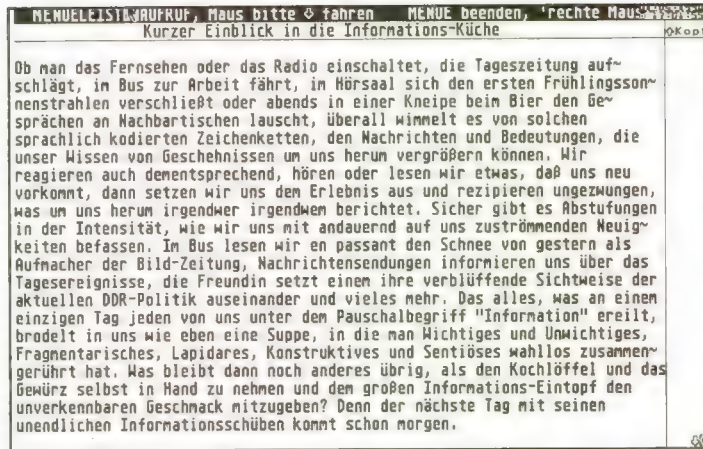 MENUELEISTENAUFRUF, Maus bitte ⇩ fahren MENUE beenden, 'rechte Maus
Kurzer Einblick in die Informations-Küche
⇧Kop
Ob man das Fernsehen oder das Radio einschaltet, die Tageszeitung auf~
schlägt, im Bus zur Arbeit fährt, im Hörsaal sich den ersten Frühlingsson~
nenstrahlen verschließt oder abends in einer Kneipe beim Bier den Ge~
sprächen an Nachbartischen lauscht, überall wimmelt es von solchen
sprachlich kodierten Zeichenketten, den Nachrichten und Bedeutungen, die
unser Wissen von Geschehnissen um uns herum vergrößern können. Wir
reagieren auch dementsprechend, hören oder lesen wir etwas, daß uns neu
vorkommt, dann setzen wir uns dem Erlebnis aus und rezipieren ungezwungen,
was um uns herum irgendwer irgendwem berichtet. Sicher gibt es Abstufungen
in der Intensität, wie wir uns mit andauernd auf uns zuströmmenden Neuig~
keiten befassen. Im Bus lesen wir en passant den Schnee von gestern als
Aufmacher der Bild-Zeitung, Nachrichtensendungen informieren uns über das
Tagesereignisse, die Freundin setzt einem ihre verblüffende Sichtweise der
aktuellen DDR-Politik auseinander und vieles mehr. Das alles, was an einem
einzigen Tag jeden von uns unter dem Pauschalbegriff "Information" ereilt,
brodelt in uns wie eben eine Suppe, in die man Wichtiges und Unwichtiges,
Fragmentarisches, Lapidares, Konstruktives und Sentiöses wahllos zusammen~
gerührt hat. Was bleibt dann noch anderes übrig, als den Kochlöffel und das
Gewürz selbst in Hand zu nehmen und dem großen Informations-Eintopf den
unverkennbaren Geschmack mitzugeben? Denn der nächste Tag mit seinen
unendlichen Informationsschüben kommt schon morgen.